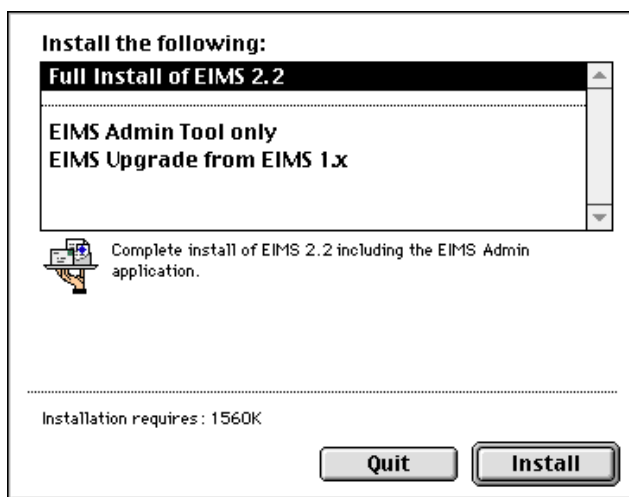 Install the following:
Full Install of EIMS 2.2
EIMS Admin Tool only
EIMS Upgrade from EIMS 1.x
Complete install of EIMS 2.2 including the EIMS Admin
application.
Installation requires: 1560K
Quit
Install